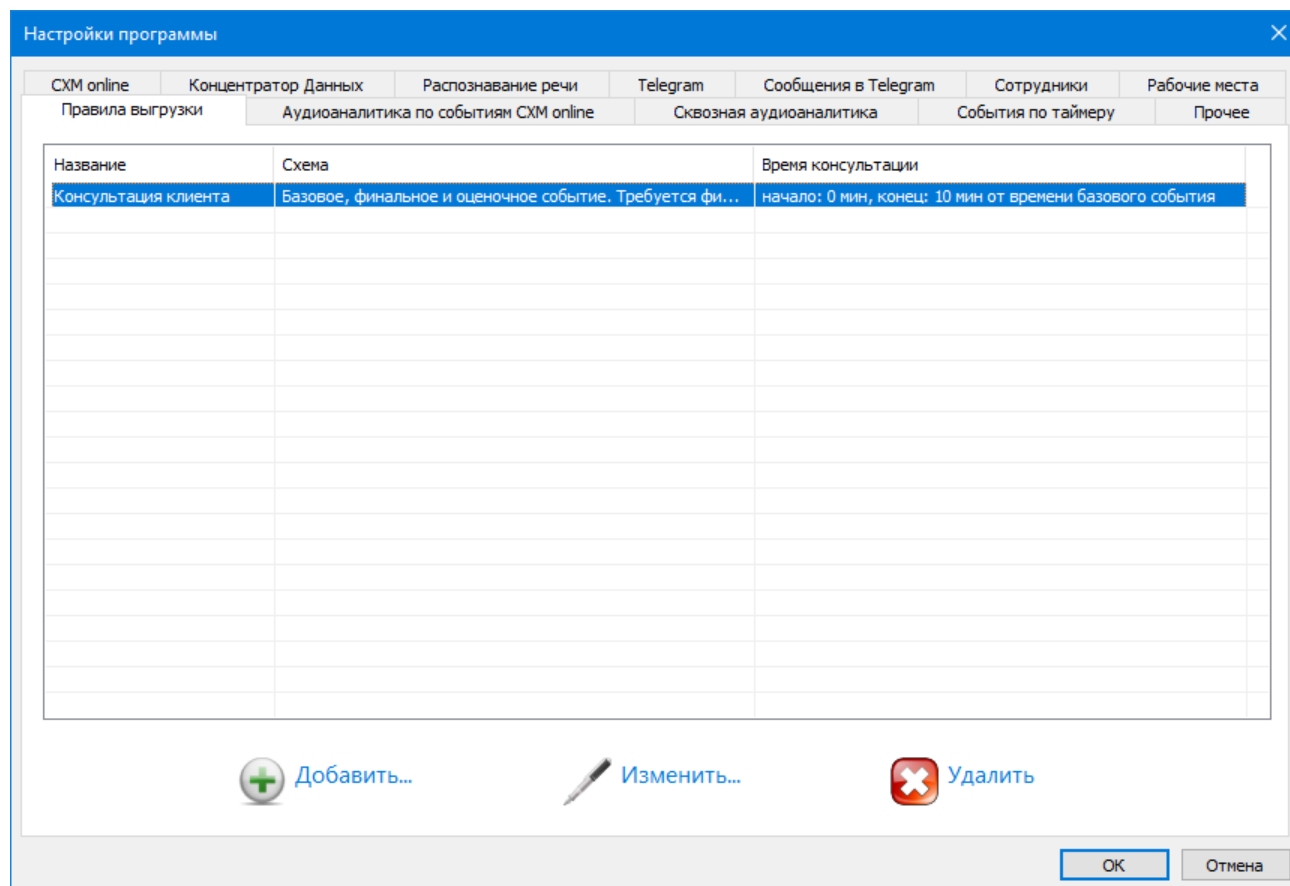 Настройки программы
CXM online Концентратор Данных Распознавание речи Telegram Сообщения в Telegram Сотрудники Рабочие места
Правила выгрузки Аудиоаналитика по событиям CXM online Сквозная аудиоаналитика События по таймеру Прочее
Название Схема Время консультации
Консультация клиента Базовое, финальное и оценочное событие. Требуется фи... начало: 0 мин, конец: 10 мин от времени базового события
Добавить... Изменить... Удалить
OK Отмена